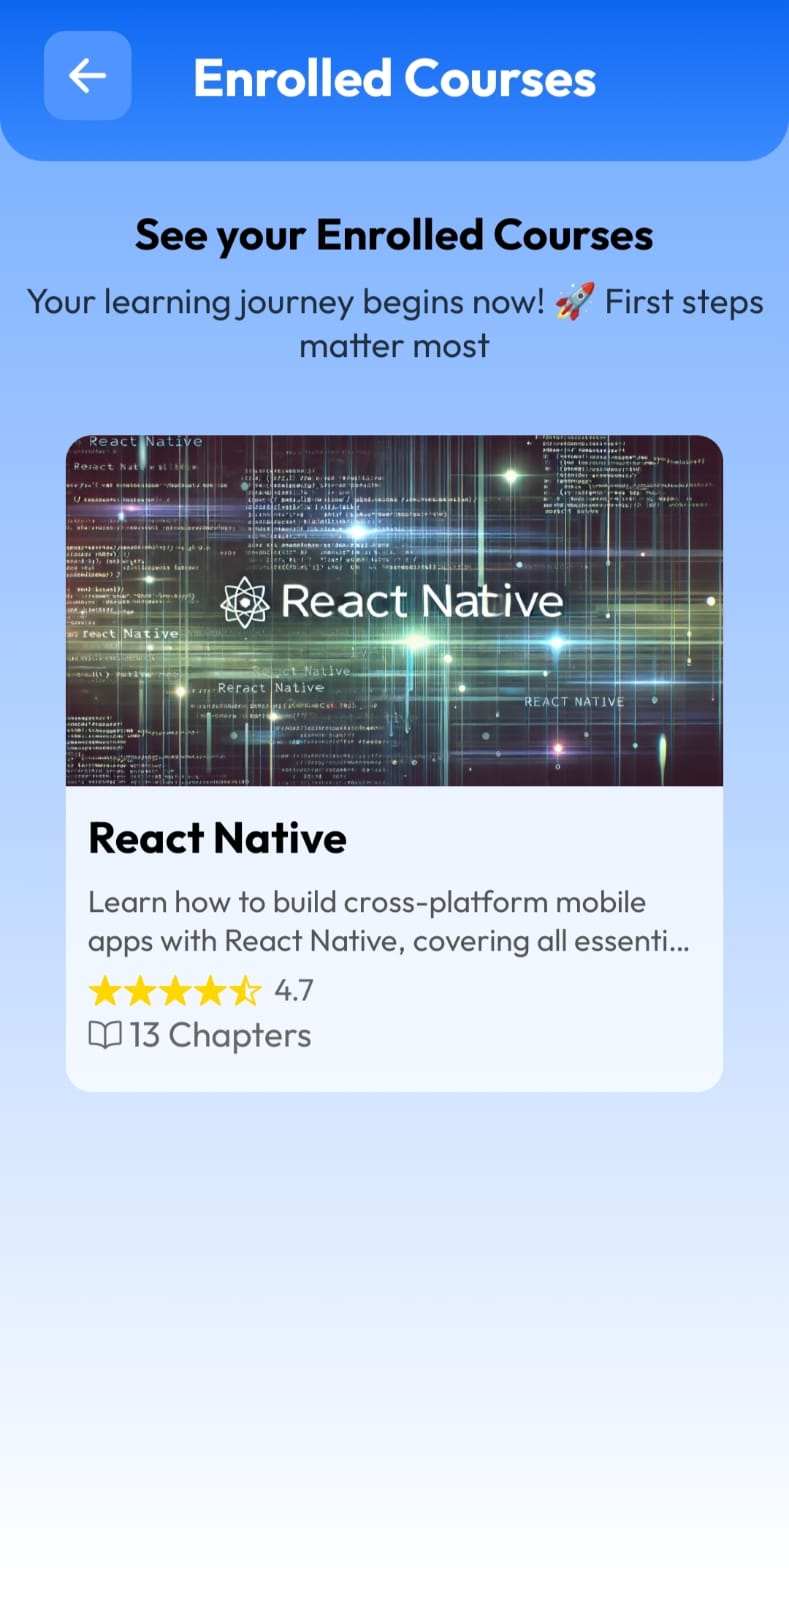 Enrolled Courses
See your Enrolled Courses
Your learning journey begins now! 🚀 First steps
matter most
React Native
React Native
React Native
react Native
React Native
Reract Native
REACT NATIVE
React Native
Learn how to build cross-platform mobile
apps with React Native, covering all essenti...
4.7
13 Chapters